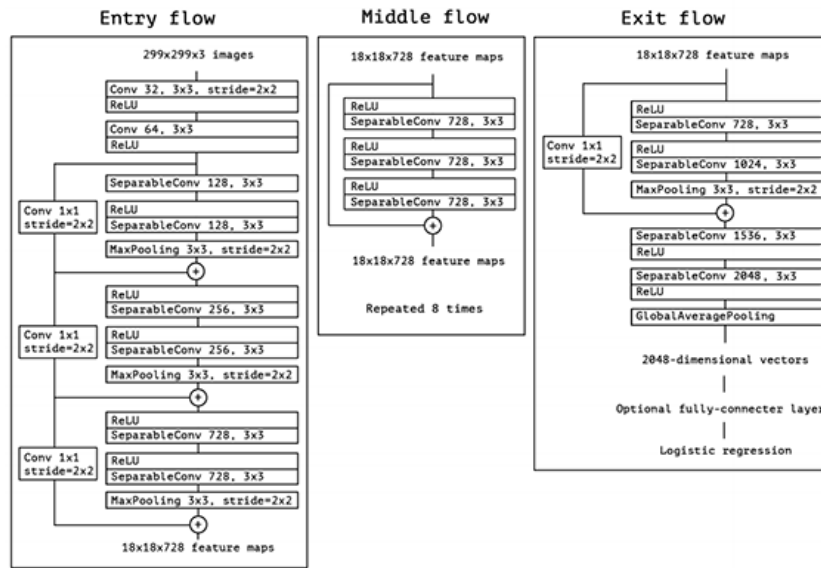 Entry flow
299x299x3 images
Conv 32, 3x3, stride=2x2
ReLU
Conv 64, 3x3
ReLU
SeparableConv 128, 3x3
Conv 1x1
stride=2x2
ReLU
SeparableConv 128, 3x3
MaxPooling 3x3, stride=2x2
+
ReLU
SeparableConv 256, 3x3
Conv 1x1
stride=2x2
ReLU
SeparableConv 256, 3x3
MaxPooling 3x3, stride=2x2
+
ReLU
SeparableConv 728, 3x3
Conv 1x1
stride=2x2
ReLU
SeparableConv 728, 3x3
MaxPooling 3x3, stride=2x2
+
18x18x728 feature maps
Middle flow
18x18x728 feature maps
ReLU
SeparableConv 728, 3x3
ReLU
SeparableConv 728, 3x3
ReLU
SeparableConv 728, 3x3
+
18x18x728 feature maps
Repeated 8 times
Exit flow
18x18x728 feature maps
ReLU
SeparableConv 728, 3x3
Conv 1x1
stride=2x2
ReLU
SeparableConv 1024, 3x3
MaxPooling 3x3, stride=2x2
+
SeparableConv 1536, 3x3
ReLU
SeparableConv 2048, 3x3
ReLU
GlobalAveragePooling
2048-dimensional vectors
Optional fully-connecter layer
Logistic regression